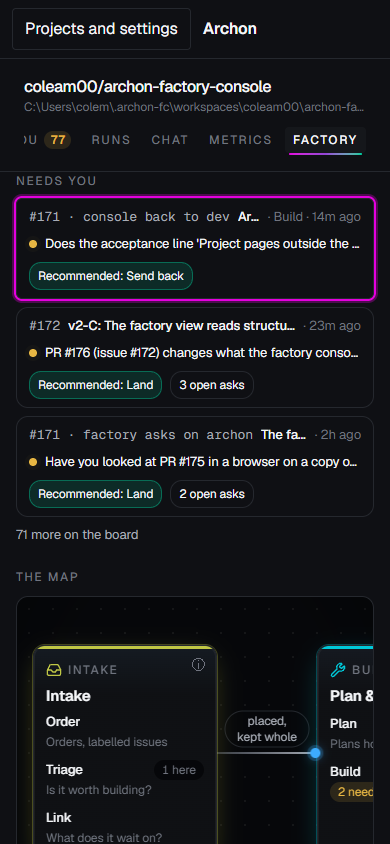 Projects and settings
Archon
coleam00/archon-factory-console
C:\Users\colem\.archon-fc\workspaces\coleam00\archon-fa...
OU 77 RUNS CHAT METRICS FACTORY
NEEDS YOU
#171 · console back to dev Ar... · Build · 14m ago
Does the acceptance line 'Project pages outside the ...
Recommended: Send back
#172 v2-C: The factory view reads structu... · 23m ago
PR #176 (issue #172) changes what the factory conso...
Recommended: Land
3 open asks
#171 · factory asks on archon The fa... · 2h ago
Have you looked at PR #175 in a browser on a copy o...
Recommended: Land
2 open asks
71 more on the board
THE MAP
INTAKE
Intake
Order
Orders, labelled issues
Triage
1 here
Is it worth building?
Link
What does it wait on?
placed,
kept whole
BU
Plan &
Plan
Plans ho
Build
2 need